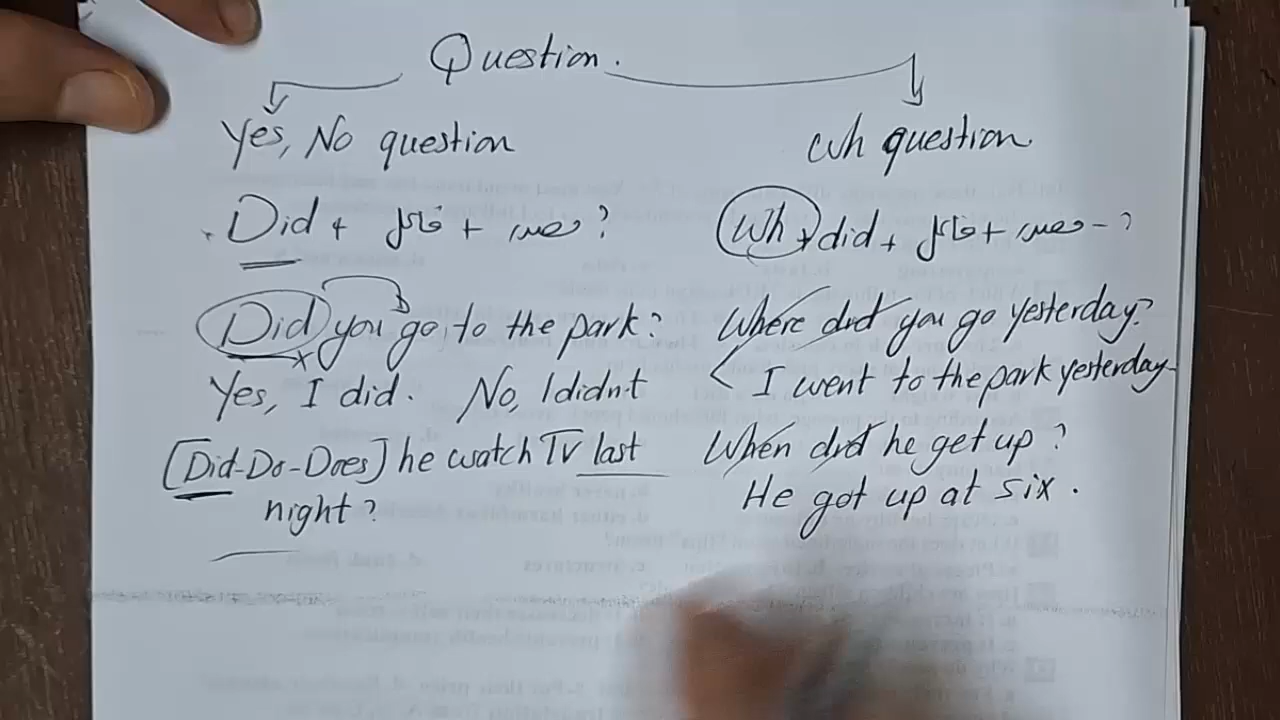 Question.
Yes, No question
Did + فاعل + مصدر ?
Did you go to the park?
Yes, I did. No, I didn't
[Did-Do-Does] he watch TV last
night?
Wh question
Wh + did + فاعل + مصدر - ?
Where did you go yesterday?
I went to the park yesterday
When did he get up?
He got up at six.